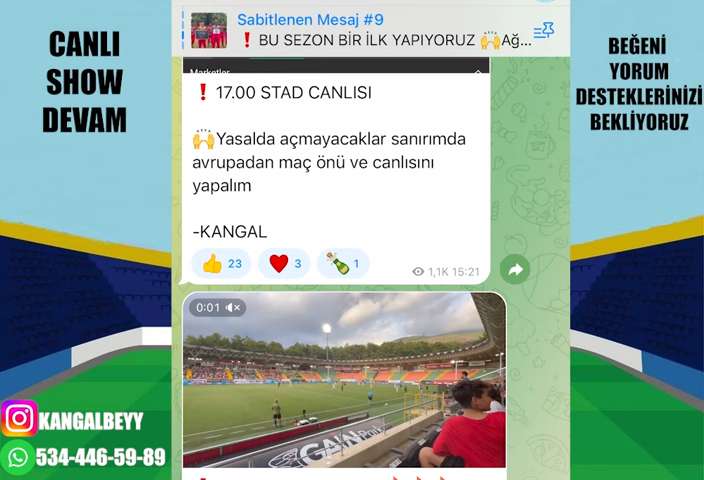 CANLI
SHOW
DEVAM
Sabitlenen Mesaj #9
❗ BU SEZON BİR İLK YAPIYORUZ 🙌Ağ...
BEĞENİ
YORUM
DESTEKLERİNİZİ
BEKLİYORUZ
Marketler
❗ 17.00 STAD CANLISI
🙌Yasalda açmayacaklar sanırımda
avrupadan maç önü ve canlısını
yapalım
-KANGAL
👍 23 ❤️ 3 🍾 1
1,1K 15:21
0:01
GAIN
KANGALBEYY
534-446-59-89